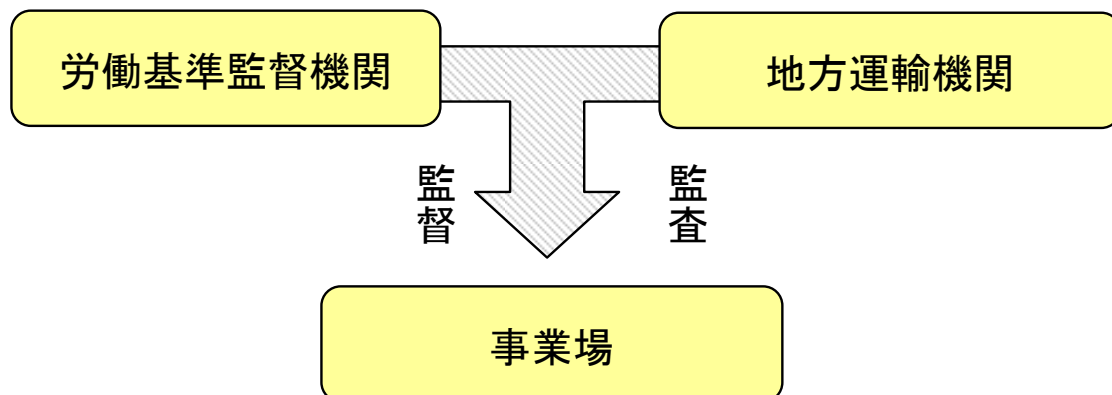 労働基準監督機関
地方運輸機関
監督
監査
事業場